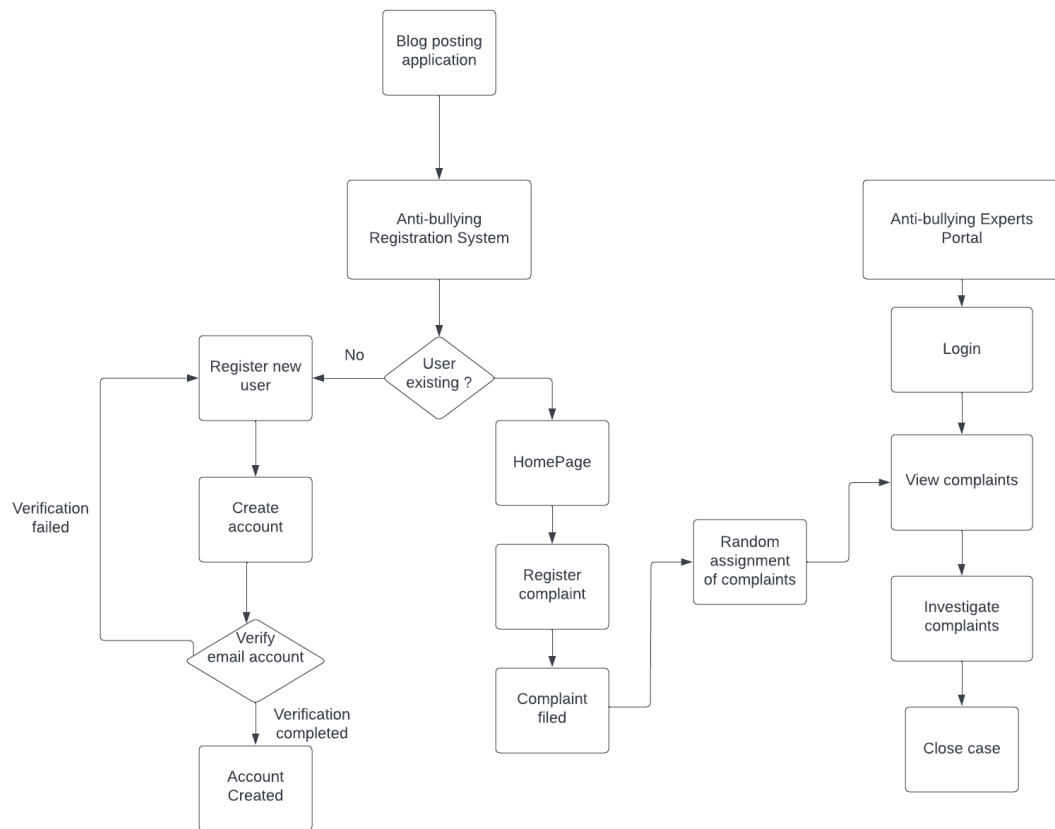 Blog posting
application
Anti-bullying
Registration System
Anti-bullying Experts
Portal
Login
No
User
existing ?
Register new
user
HomePage
View complaints
Create
account
Verification
failed
Random
assignment
of complaints
Register
complaint
Investigate
complaints
Verify
email account
Complaint
filed
Verification
completed
Close case
Account
Created